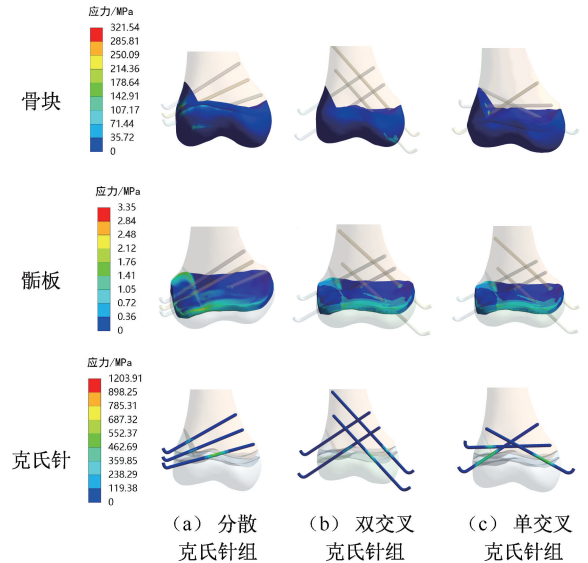 应力/MPa
321.54
285.81
250.09
214.36
178.64
142.91
107.17
71.44
35.72
0
骨块
应力/MPa
3.35
2.84
2.48
2.12
1.76
1.41
1.05
0.72
0.36
0
骺板
应力/MPa
1203.91
898.25
785.31
687.32
552.37
462.69
359.85
238.29
119.38
0
克氏针
(a) 分散
克氏针组
(b) 双交叉
克氏针组
(c) 单交叉
克氏针组